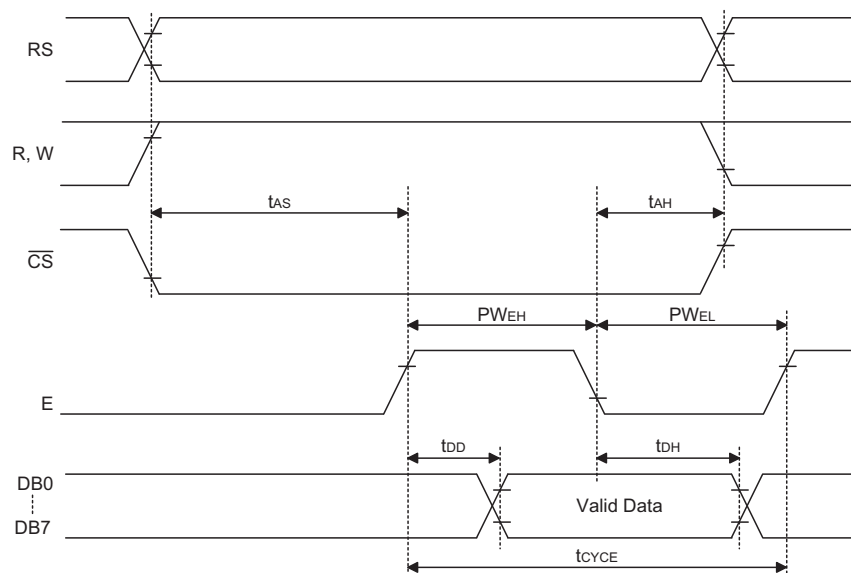 RS
R, W
tAS
tAH
CS
PWEH
PWEL
E
tDD
tDH
DB0
DB7
Valid Data
tCYCE